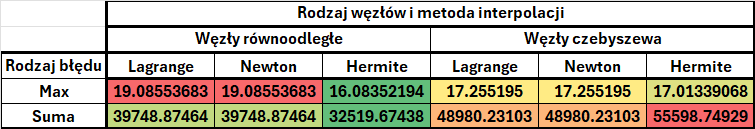 Rodzaj węzłów i metoda interpolacji
Węzły równoodległe Węzły czebyszewa
Rodzaj błędu Lagrange Newton Hermite Lagrange Newton Hermite
Max 19.08553683 19.08553683 16.08352194 17.255195 17.255195 17.01339068
Suma 39748.87464 39748.87464 32519.67438 48980.23103 48980.23103 55598.74929